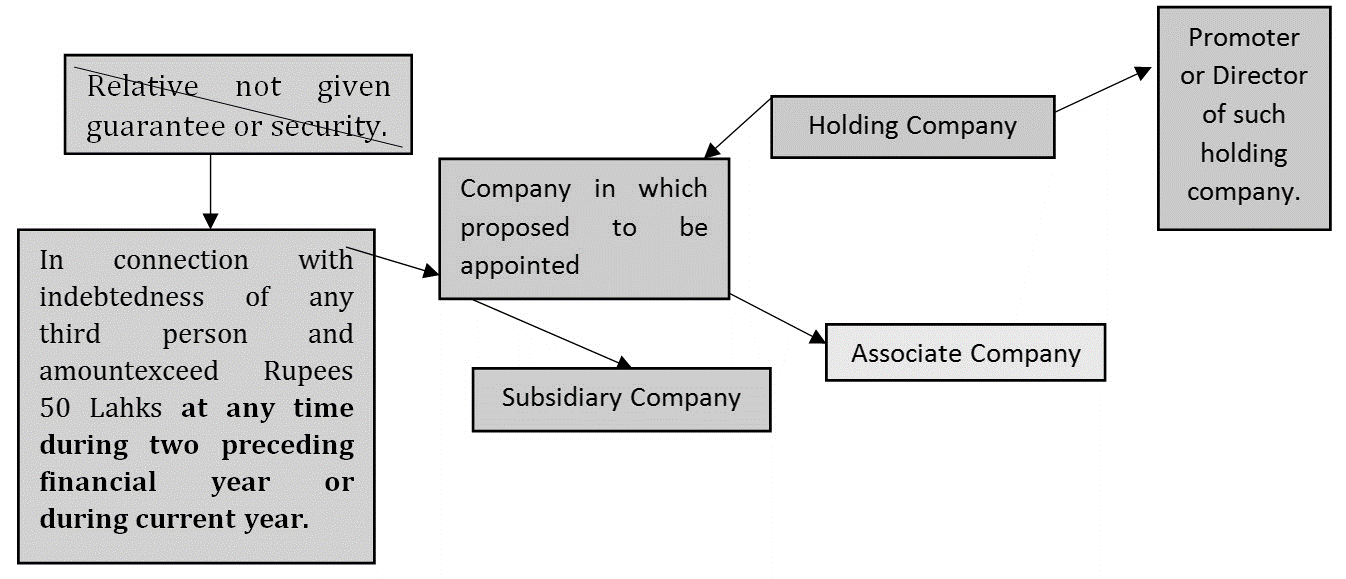 Relative not given
guarantee or security.
In connection with
indebtedness of any
third person and
amountexceed Rupees
50 Lahks at any time
during two preceding
financial year or
during current year.
Company in which
proposed to be
appointed
Subsidiary Company
Holding Company
Associate Company
Promoter
or Director
of such
holding
company.